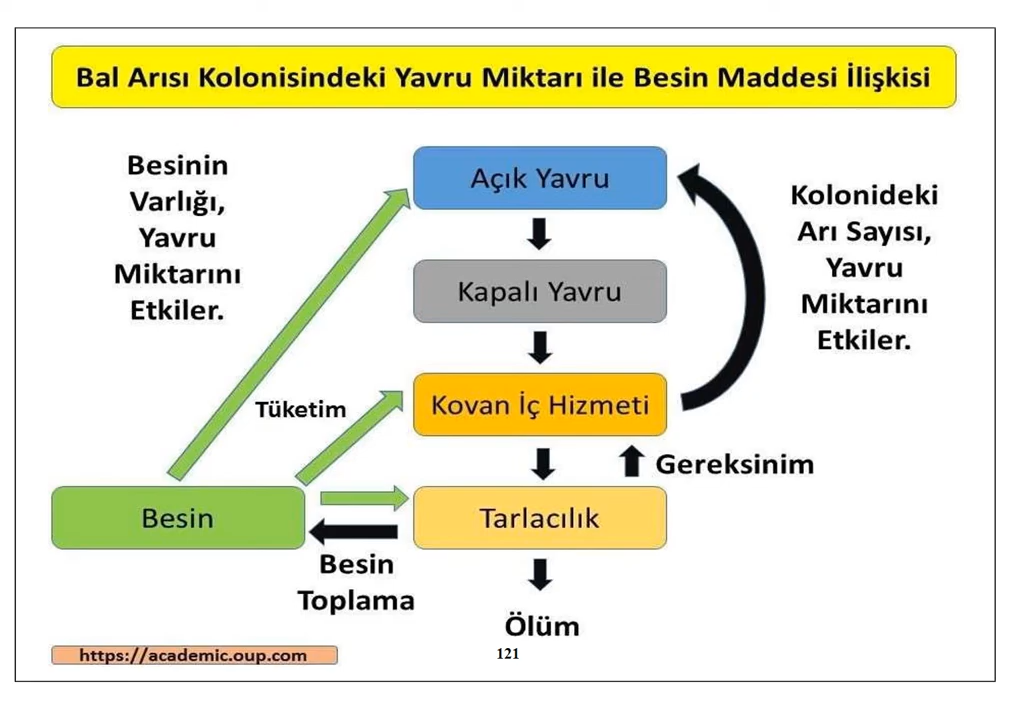 Bal Arısı Kolonisindeki Yavru Miktarı ile Besin Maddesi İlişkisi
Besinin
Varlığı,
Yavru
Miktarını
Etkiler.
Açık Yavru
Kolonideki
Arı Sayısı,
Yavru
Miktarını
Etkiler.
Kapalı Yavru
Tüketim
Kovan İç Hizmeti
Gereksinim
Besin
Tarlacılık
Besin
Toplama
Ölüm
https://academic.oup.com
121